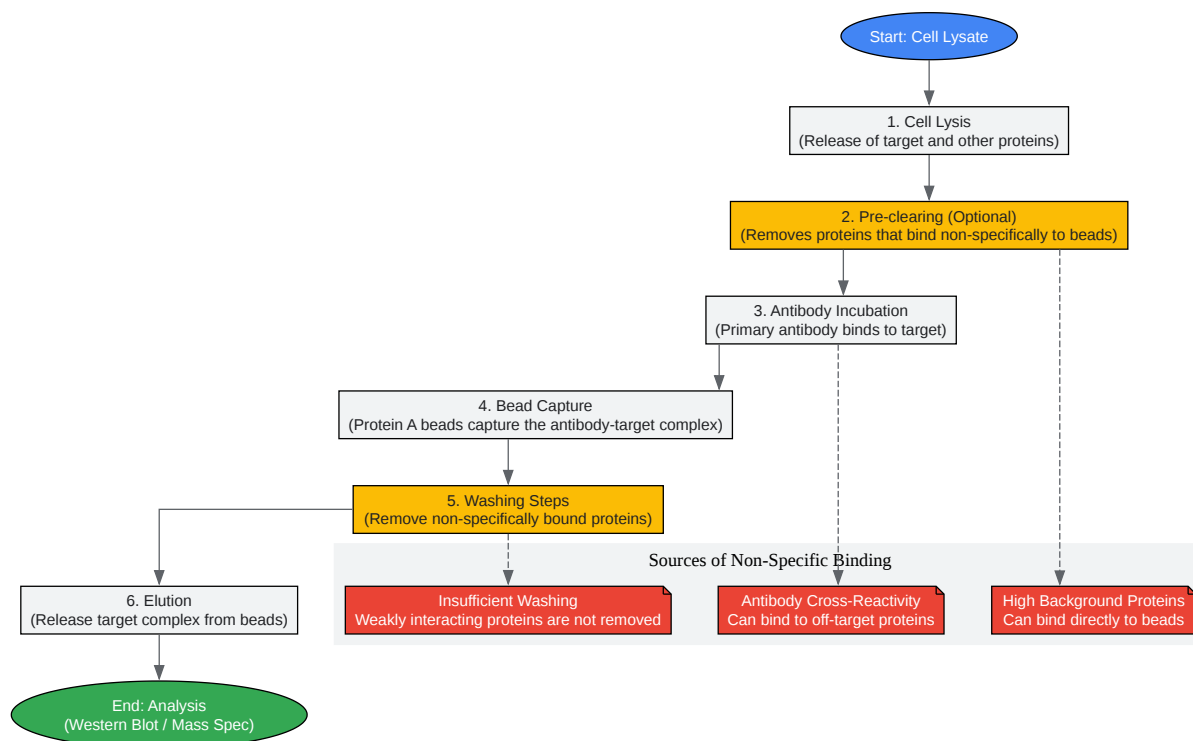 Start: Cell Lysate
1. Cell Lysis
(Release of target and other proteins)
2. Pre-clearing (Optional)
(Removes proteins that bind non-specifically to beads)
3. Antibody Incubation
(Primary antibody binds to target)
4. Bead Capture
(Protein A beads capture the antibody-target complex)
5. Washing Steps
(Remove non-specifically bound proteins)
Sources of Non-Specific Binding
Insufficient Washing
Weakly interacting proteins are not removed
Antibody Cross-Reactivity
Can bind to off-target proteins
High Background Proteins
Can bind directly to beads
6. Elution
(Release target complex from beads)
End: Analysis
(Western Blot / Mass Spec)